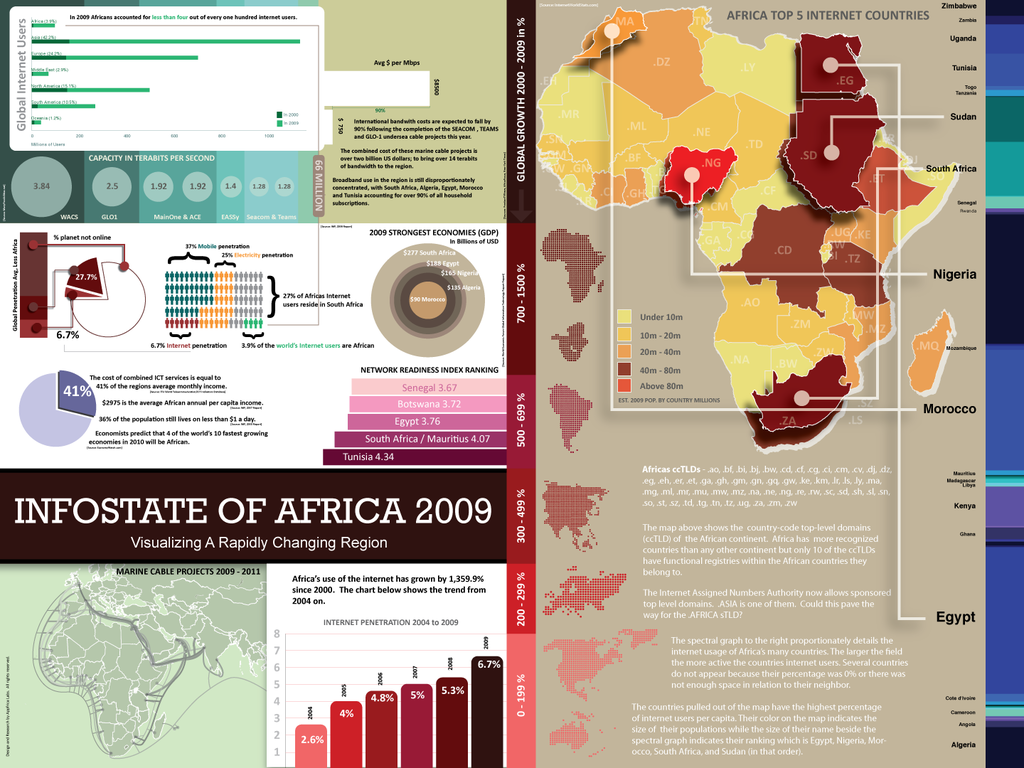 In 2009 Africans accounted for less than four out of every one hundred internet users.
Global Internet Users
Africa (3.9%)
Asia (42.2%)
Europe (24.2%)
Middle East (2.9%)
North America (15.1%)
South America (10.5%)
Oceania (1.2%)
In 2000
In 2009
0 200 400 600 800 1000
Millions of Users
Avg $ per Mbps
$8500
90%
$ 750
International bandwith costs are expected to fall by
90% following the completion of the SEACOM , TEAMS
and GLO-1 undersea cable projects this year.
The combined cost of these marine cable projects is
over two billion US dollars; to bring over 14 terabits
of bandwidth to the region.
Broadband use in the region is still disproportionately
concentrated, with South Africa, Algeria, Egypt, Morocco
and Tunisia accounting for over 90% of all household
subscriptions.
CAPACITY IN TERABITS PER SECOND
3.84 2.5 1.92 1.92 1.4 1.28 1.28
WACS GLO1 MainOne & ACE EASSy Seacom & Teams
66 MILLION
Global Penetration Avg. Less Africa
% planet not online
27.7%
6.7%
37% Mobile penetration
25% Electricity penetration
27% of Africas Internet
users reside in South Africa
6.7% Internet penetration
3.9% of the world's Internet users are African
2009 STRONGEST ECONOMIES (GDP)
In Billions of USD
$277 South Africa
$188 Egypt
$165 Nigeria
$135 Algeria
$90 Morocco
41%
The cost of combined ICT services is equal to
41% of the regions average monthly income.
$2975 is the average African annual per capita income.
36% of the population still lives on less than $1 a day.
Economists predict that 4 of the world's 10 fastest growing
economies in 2010 will be African.
NETWORK READINESS INDEX RANKING
Senegal 3.67
Botswana 3.72
Egypt 3.76
South Africa / Mauritius 4.07
Tunisia 4.34
INFOSTATE OF AFRICA 2009
Visualizing A Rapidly Changing Region
MARINE CABLE PROJECTS 2009 - 2011
Design and Research by Appfrica Labs. All rights reserved.
Africa's use of the internet has grown by 1,359.9%
since 2000. The chart below shows the trend from
2004 on.
INTERNET PENETRATION 2004 to 2009
8
7
6
5
4
3
2
1
2004
2.6%
2005
4%
2006
4.8%
2007
5%
2008
5.3%
2009
6.7%
GLOBAL GROWTH 2000 - 2009 in %
700 - 1500 %
500 - 699 %
300 - 499 %
200 - 299 %
0 - 199 %
AFRICA TOP 5 INTERNET COUNTRIES
.MA
.DZ
.LY
.EG
.EH
.MR
.ML
.NE
.TD
.SD
.SN
.GN
.BF
.GH
.NG
.CM
.CF
.ET
.GA
.CG
.CD
.UG
.KE
.TZ
.AO
.ZM
.MW
.MZ
.ZW
.NA
.BW
.MQ
.SZ
.LS
.ZA
Under 10m
10m - 20m
20m - 40m
40m - 80m
Above 80m
EST. 2009 POP. BY COUNTRY MILLIONS
Africas ccTLDs - .ao, .bf, .bi, .bj, .bw, .cd, .cf, .cg, .ci, .cm, .cv, .dj, .dz,
.eg, .eh, .er, .et, .ga, .gh, .gm, .gn, .gq, .gw, .ke, .km, .lr, .ls, .ly, .ma,
.mg, .ml, .mr, .mu, .mw, .mz, .na, .ne, .ng, .re, .rw, .sc, .sd, .sh, .sl, .sn,
.so, .st, .sz, .td, .tg, .tn, .tz, .ug, .za, .zm, .zw
The map above shows the country-code top-level domains
(ccTLD) of the African continent. Africa has more recognized
countries than any other continent but only 10 of the ccTLDs
have functional registries within the African countries they
belong to.
The Internet Assigned Numbers Authority now allows sponsored
top level domains. .ASIA is one of them. Could this pave the
way for the .AFRICA sTLD?
The spectral graph to the right proportionately details the
internet usage of Africa's many countries. The larger the field
the more active the countries internet users. Several countries
do not appear because their percentage was 0% or there was
not enough space in relation to their neighbor.
The countries pulled out of the map have the highest percentage
of internet users per capita. Their color on the map indicates the
size of their populations while the size of their name beside the
spectral graph indicates their ranking which is Egypt, Nigeria, Mor-
occo, South Africa, and Sudan (in that order).
Zimbabwe
Zambia
Uganda
Tunisia
Togo
Tanzania
Sudan
South Africa
Senegal
Rwanda
Nigeria
Mozambique
Morocco
Mauritius
Madagascar
Libya
Kenya
Ghana
Egypt
Cote d'Ivoire
Cameroon
Angola
Algeria